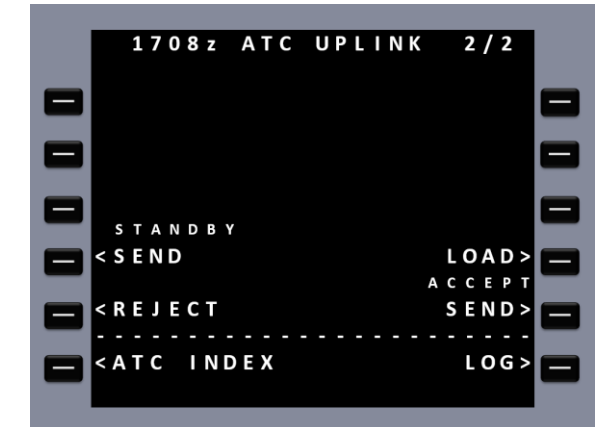 1708z ATC UPLINK 2/2
STANDBY
<SEND LOAD>
ACCEPT
<REJECT SEND>
------------------------
<ATC INDEX LOG>